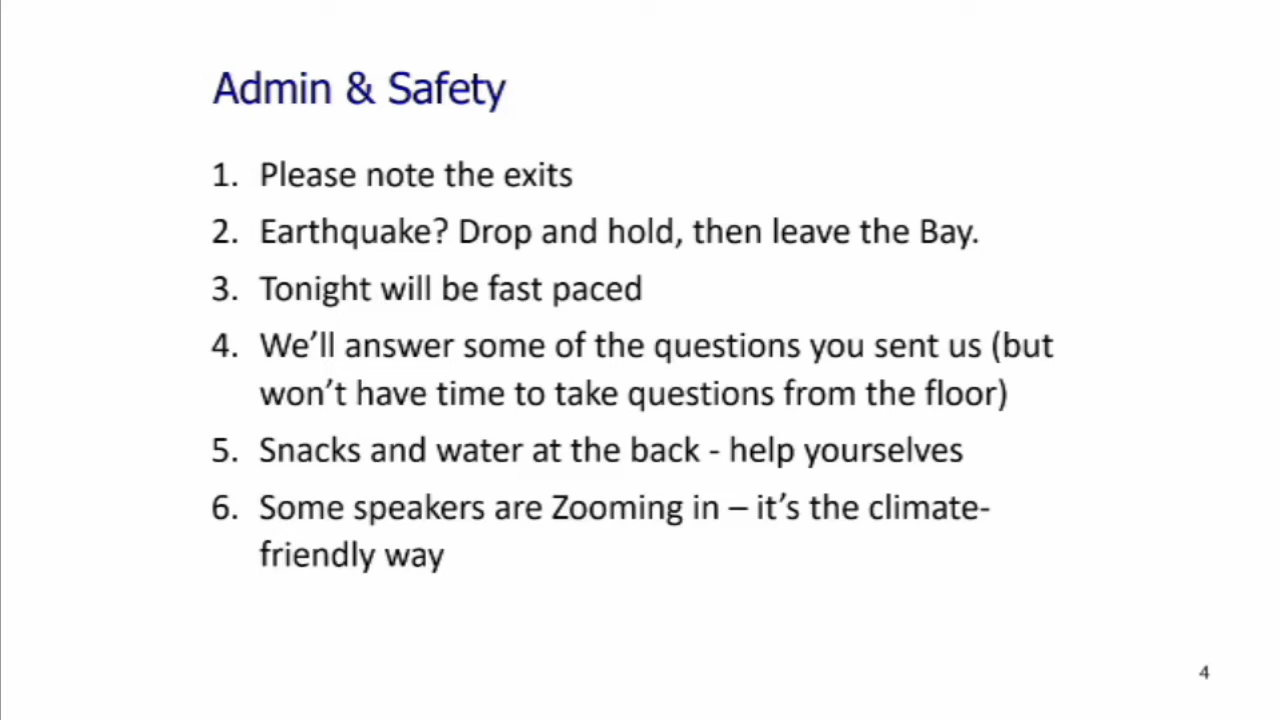 Admin & Safety
1. Please note the exits
2. Earthquake? Drop and hold, then leave the Bay.
3. Tonight will be fast paced
4. We’ll answer some of the questions you sent us (but
won’t have time to take questions from the floor)
5. Snacks and water at the back - help yourselves
6. Some speakers are Zooming in – it’s the climate-
friendly way
4